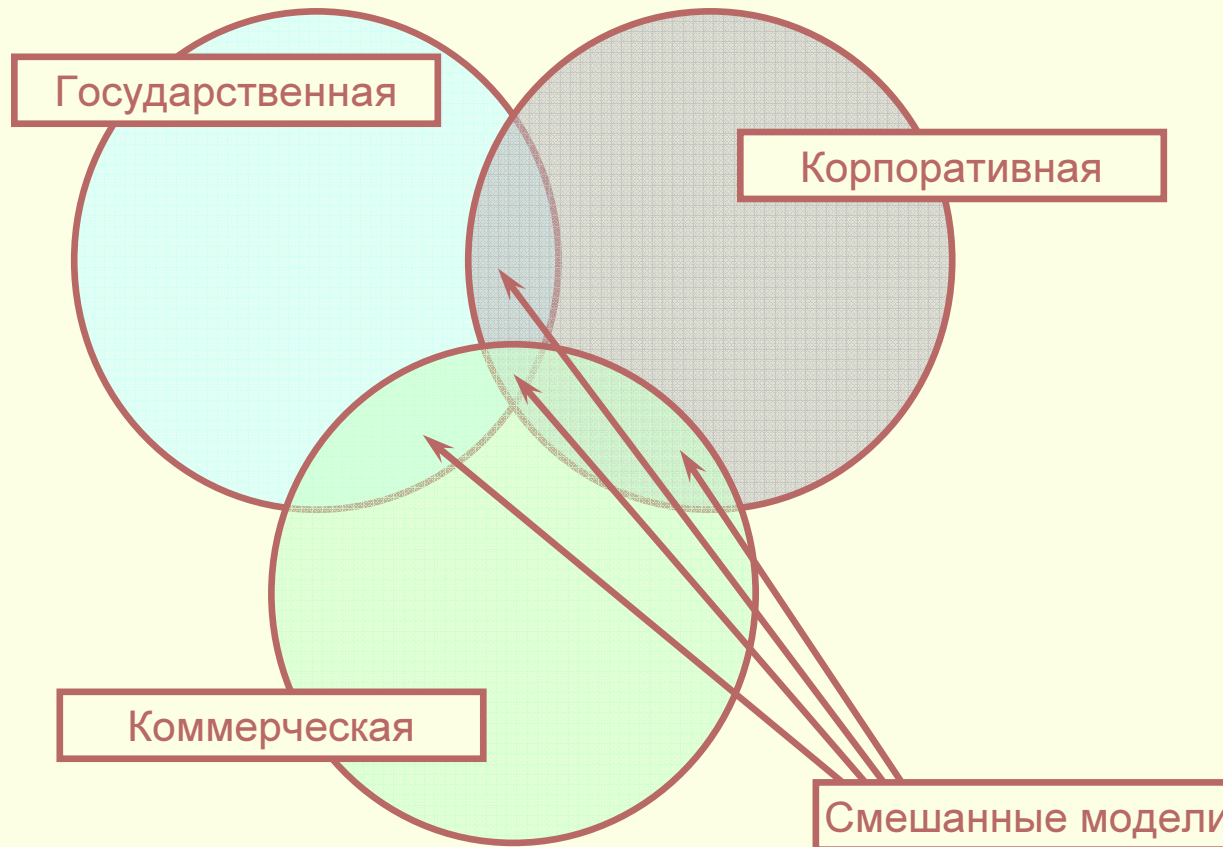 Государственная
Корпоративная
Коммерческая
Смешанные модели